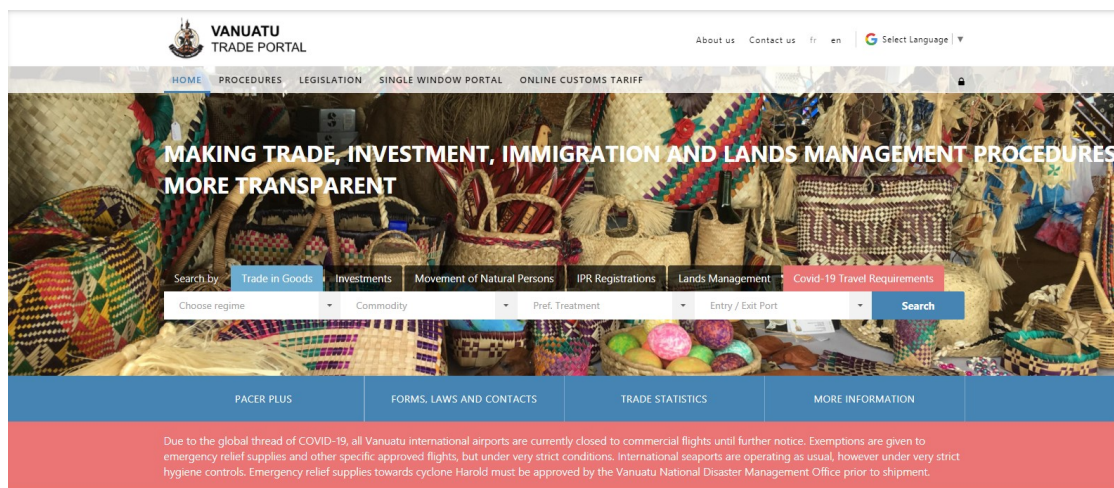 VANUATU
TRADE PORTAL
About us Contact us fr en Select Language ▼
HOME PROCEDURES LEGISLATION SINGLE WINDOW PORTAL ONLINE CUSTOMS TARIFF
MAKING TRADE, INVESTMENT, IMMIGRATION AND LANDS MANAGEMENT PROCEDURES
MORE TRANSPARENT
Search by Trade in Goods Investments Movement of Natural Persons IPR Registrations Lands Management Covid-19 Travel Requirements
Choose regime Commodity Pref. Treatment Entry / Exit Port Search
PACER PLUS FORMS, LAWS AND CONTACTS TRADE STATISTICS MORE INFORMATION
Due to the global thread of COVID-19, all Vanuatu international airports are currently closed to commercial flights until further notice. Exemptions are given to
emergency relief supplies and other specific approved flights, but under very strict conditions. International seaports are operating as usual, however under very strict
hygiene controls. Emergency relief supplies towards cyclone Harold must be approved by the Vanuatu National Disaster Management Office prior to shipment.